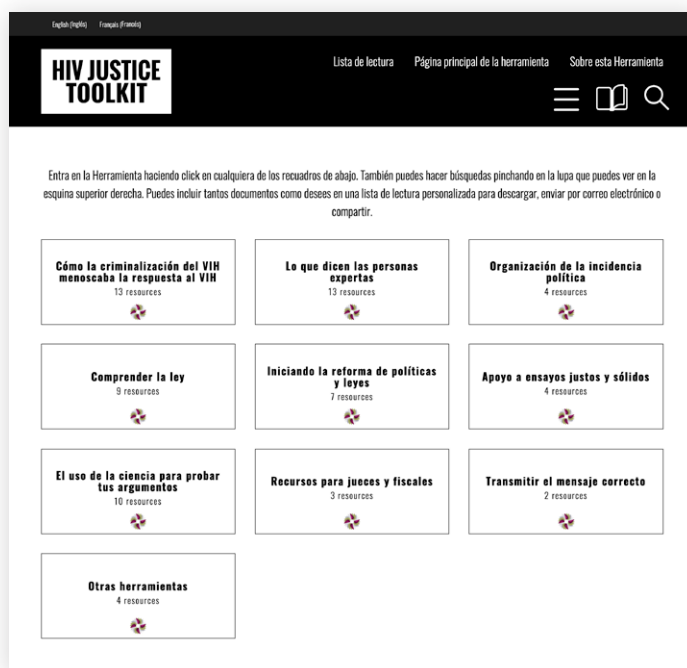 English (Inglés) Français (Francés)
HIV JUSTICE
TOOLKIT
Lista de lectura Página principal de la herramienta Sobre esta Herramienta
Entra en la Herramienta haciendo click en cualquiera de los recuadros de abajo. También puedes hacer búsquedas pinchando en la lupa que puedes ver en la
esquina superior derecha. Puedes incluir tantos documentos como desees en una lista de lectura personalizada para descargar, enviar por correo electrónico o
compartir.
Cómo la criminalización del VIH
menoscaba la respuesta al VIH
13 resources
Lo que dicen las personas
expertas
13 resources
Organización de la incidencia
política
4 resources
Comprender la ley
9 resources
Iniciando la reforma de políticas
y leyes
7 resources
Apoyo a ensayos justos y sólidos
4 resources
El uso de la ciencia para probar
tus argumentos
10 resources
Recursos para jueces y fiscales
3 resources
Transmitir el mensaje correcto
2 resources
Otras herramientas
4 resources